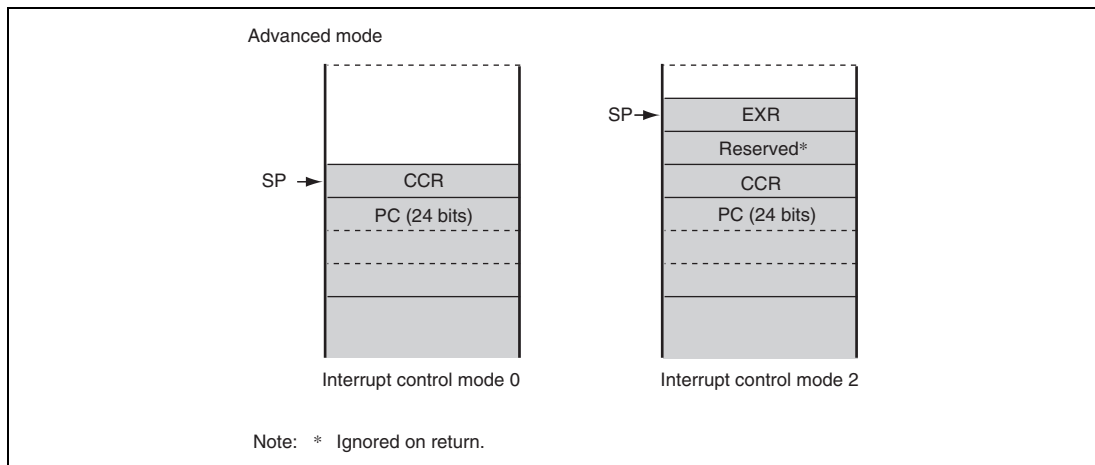 Advanced mode
SP
CCR
PC (24 bits)
Interrupt control mode 0
SP
EXR
Reserved*
CCR
PC (24 bits)
Interrupt control mode 2
Note: * Ignored on return.